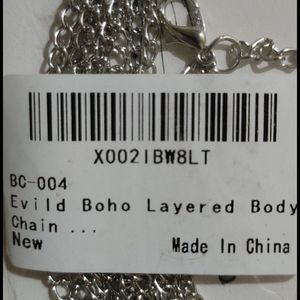 X002IBW8LT
BC-004
Evild Boho Layered Body
Chain ...
New Made In China